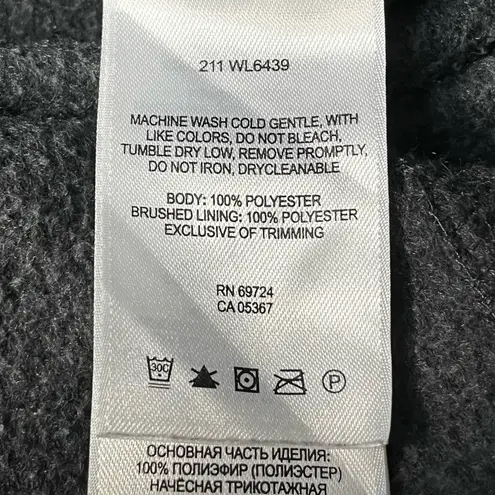 211 WL6439
MACHINE WASH COLD GENTLE, WITH
LIKE COLORS, DO NOT BLEACH,
TUMBLE DRY LOW, REMOVE PROMPTLY,
DO NOT IRON, DRYCLEANABLE
BODY: 100% POLYESTER
BRUSHED LINING: 100% POLYESTER
EXCLUSIVE OF TRIMMING
RN 69724
CA 05367
30C P
ОСНОВНАЯ ЧАСТЬ ИЗДЕЛИЯ:
100% ПОЛИЭФИР (ПОЛИЭСТЕР)
НАЧЁСНАЯ ТРИКОТАЖНАЯ